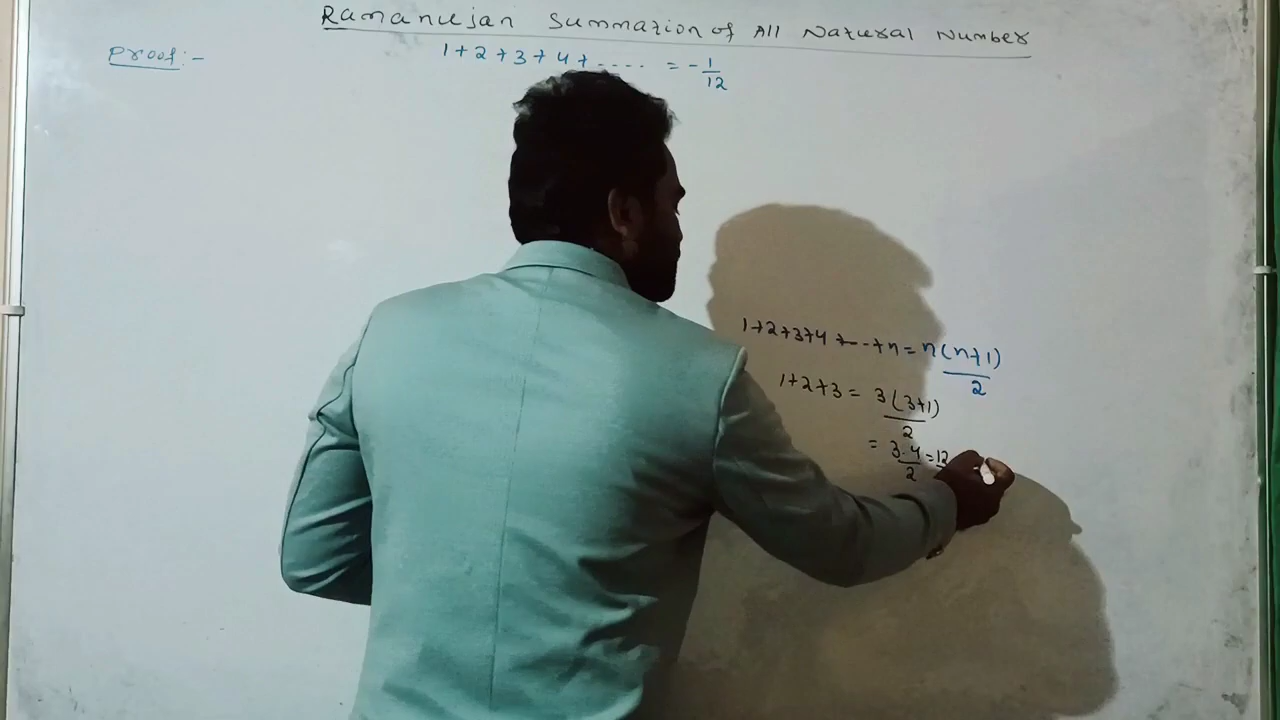 Ramanujan Summation of All Natural Number
Proof:-
1+2+3+4+.... = -1/12
1+2+3+4+---+n = n(n+1)/2
1+2+3 = 3(3+1)/2
= 3.4/2 = 12